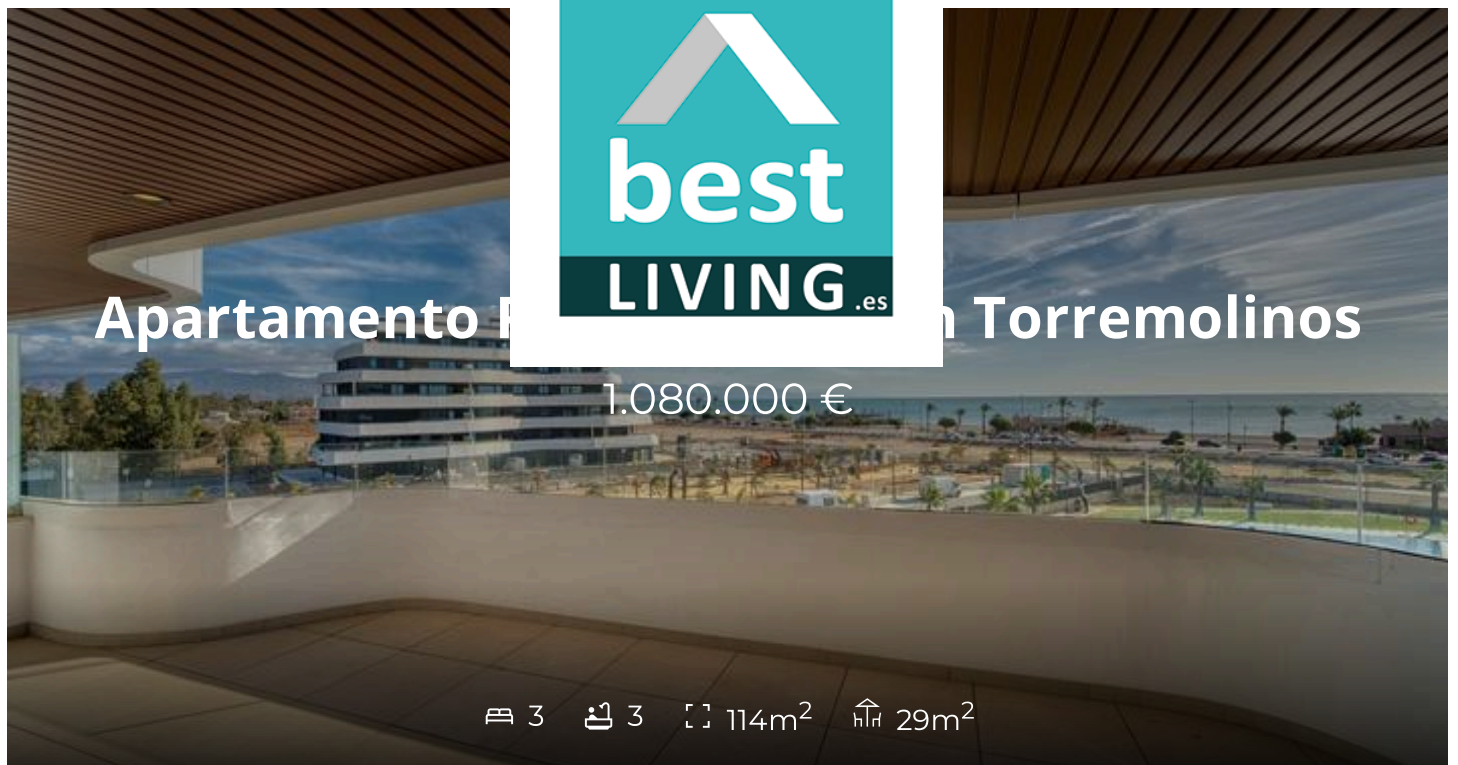 best
LIVING.es
Apartamento Torremolinos
1.080.000 €
3 3 114m² 29m²